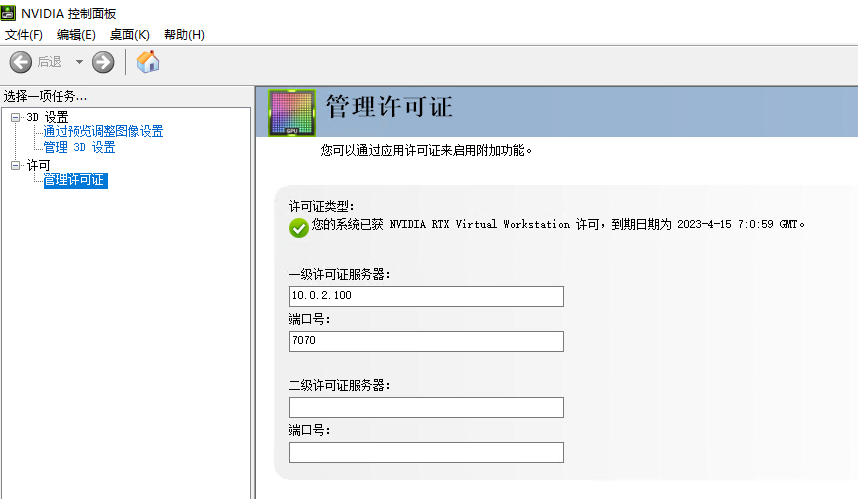 NVIDIA 控制面板
文件(F) 编辑(E) 桌面(K) 帮助(H)
后退
选择一项任务...
3D 设置
通过预览调整图像设置
管理 3D 设置
许可
管理许可证
GPU
管理许可证
您可以通过应用许可证来启用附加功能。
许可证类型:
您的系统已获 NVIDIA RTX Virtual Workstation 许可,到期日期为 2023-4-15 7:0:59 GMT。
一级许可证服务器:
10.0.2.100
端口号:
7070
二级许可证服务器:
端口号: